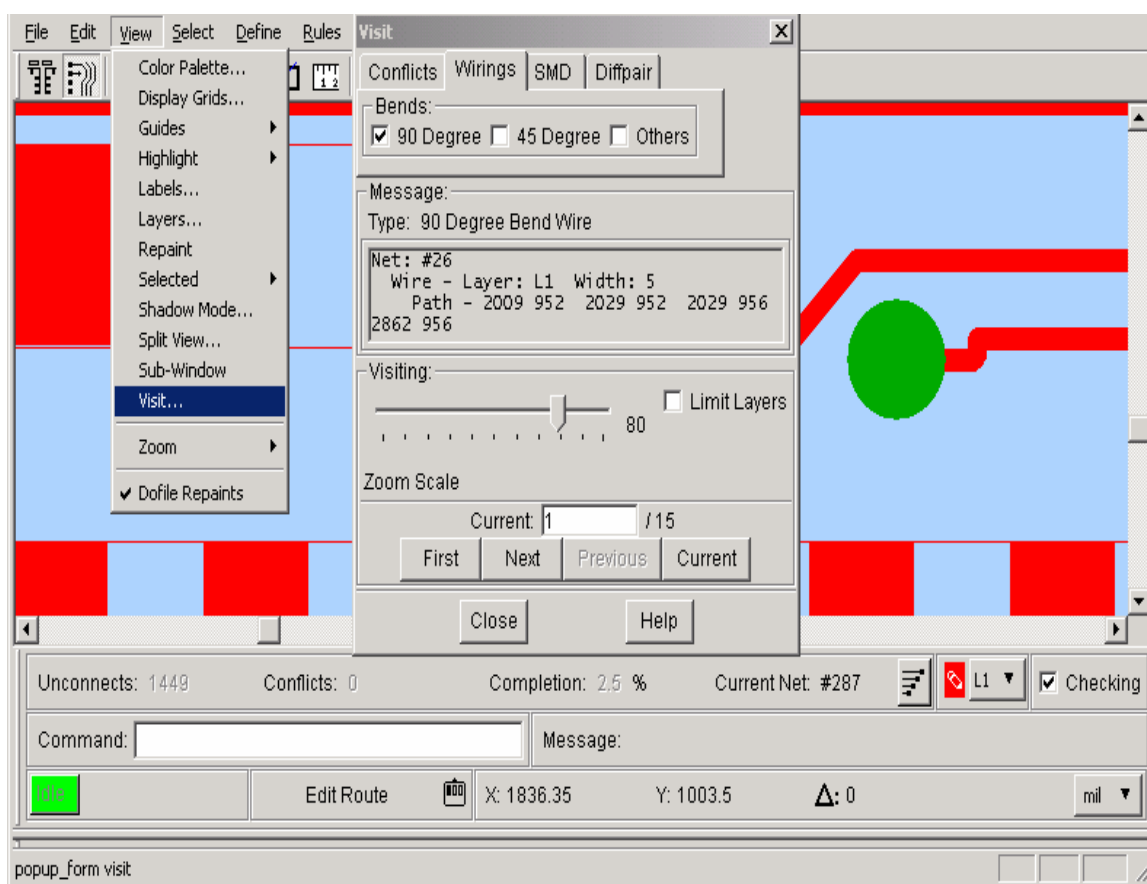 File Edit View Select Define Rules
Color Palette...
Display Grids...
Guides
Highlight
Labels...
Layers...
Repaint
Selected
Shadow Mode...
Split View...
Sub-Window
Visit...
Zoom
Dofile Repaints
Visit
Conflicts Wirings SMD Diffpair
Bends:
90 Degree 45 Degree Others
Message:
Type: 90 Degree Bend Wire
Net: #26
Wire - Layer: L1 Width: 5
Path - 2009 952 2029 952 2029 956
2862 956
Visiting:
Limit Layers
80
Zoom Scale
Current: 1 / 15
First Next Previous Current
Close Help
Unconnects: 1449 Conflicts: 0 Completion: 2.5 % Current Net: #287 L1 Checking
Command: Message:
Idle Edit Route X: 1836.35 Y: 1003.5 Δ: 0 mil
popup_form visit